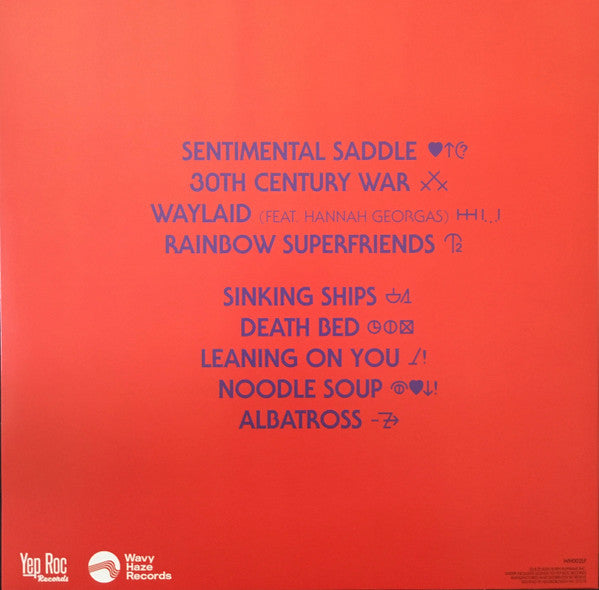 SENTIMENTAL SADDLE
30TH CENTURY WAR
WAYLAID (FEAT. HANNAH GEORGAS)
RAINBOW SUPERFRIENDS
SINKING SHIPS
DEATH BED
LEANING ON YOU
NOODLE SOUP
ALBATROSS
Yep Roc
Records
Wavy
Haze
Records